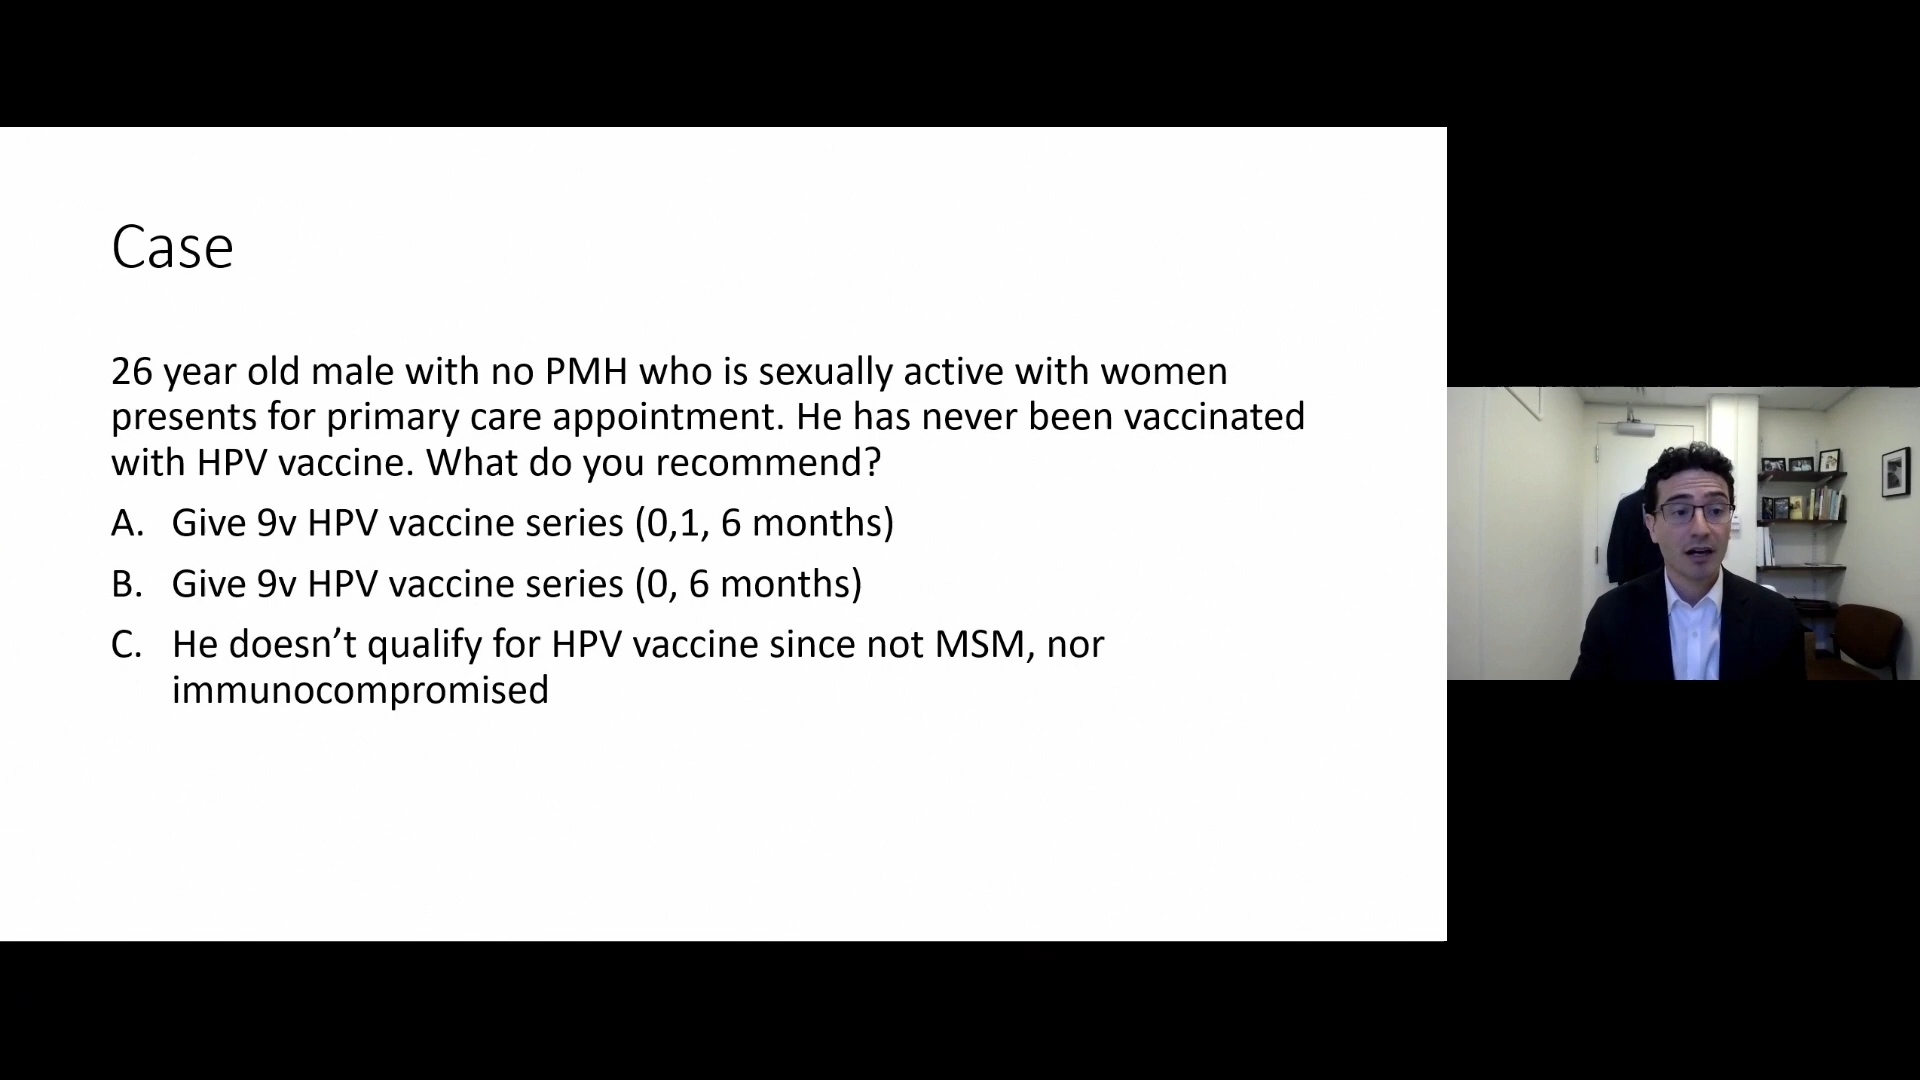 Case
26 year old male with no PMH who is sexually active with women
presents for primary care appointment. He has never been vaccinated
with HPV vaccine. What do you recommend?
A. Give 9v HPV vaccine series (0,1, 6 months)
B. Give 9v HPV vaccine series (0, 6 months)
C. He doesn’t qualify for HPV vaccine since not MSM, nor
immunocompromised